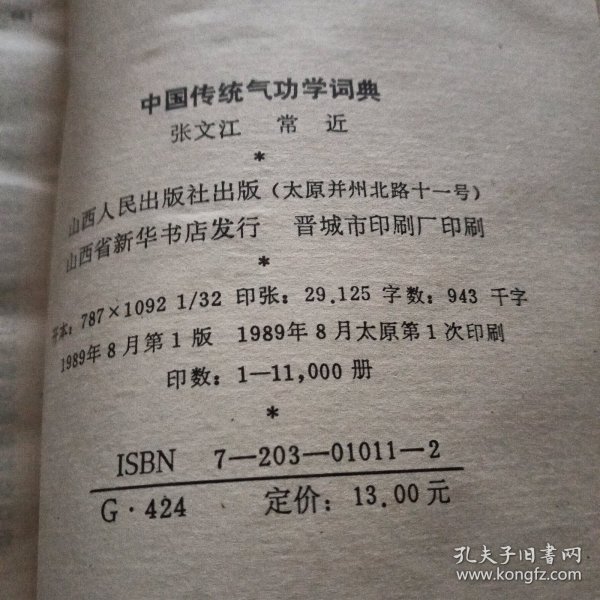 中国传统气功学词典
张文江 常近
*
山西人民出版社出版（太原并州北路十一号）
山西省新华书店发行 晋城市印刷厂印刷
*
开本：787×1092 1/32 印张：29.125 字数：943 千字
1989年8月第1版 1989年8月太原第1次印刷
印数：1—11,000 册
*
ISBN 7—203—01011—2
G·424 定价：13.00元
孔夫子旧书网
www.kongfz.com